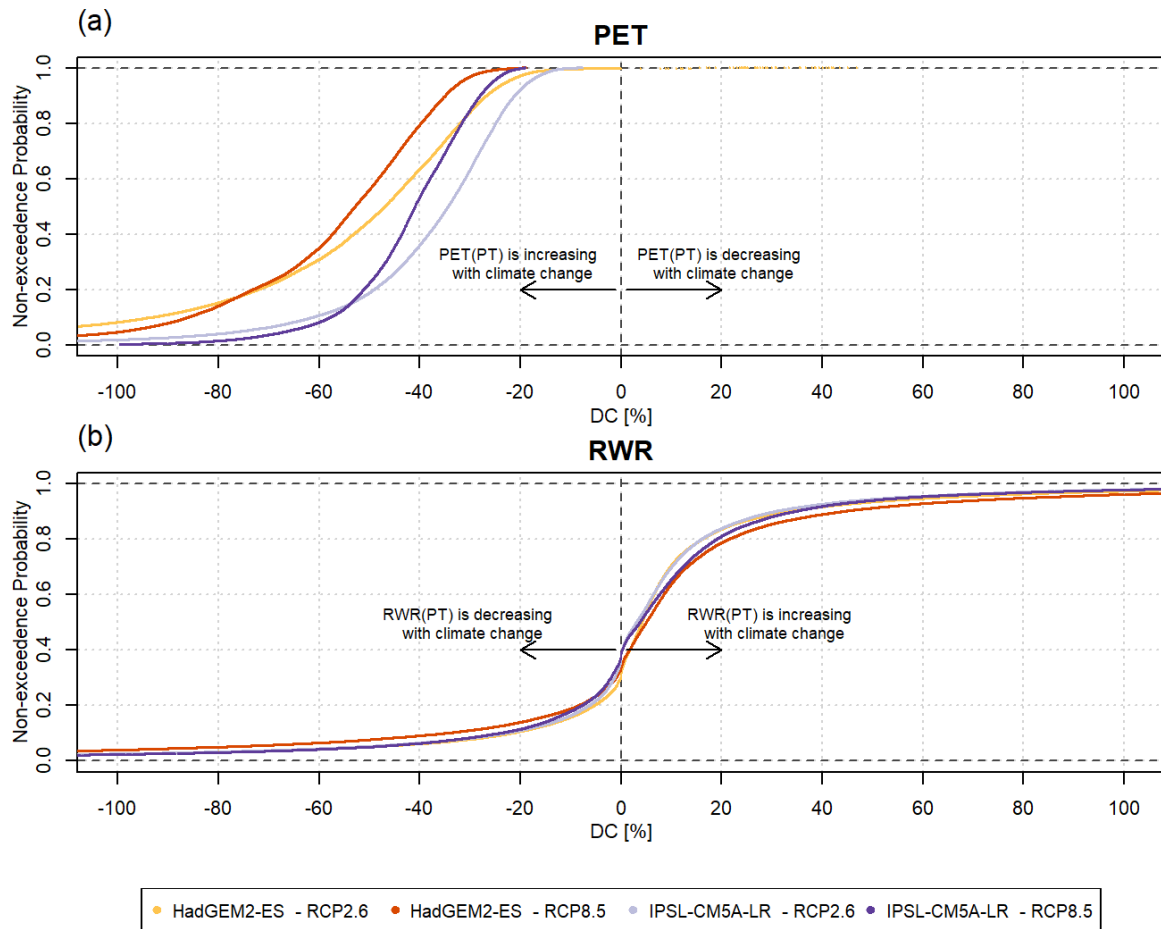 (a)
PET
Non-exceedence Probability
1.0
0.8
0.6
0.4
0.2
0.0
PET(PT) is increasing
with climate change
PET(PT) is decreasing
with climate change
-100 -80 -60 -40 -20 0 20 40 60 80 100
DC [%]
(b)
RWR
Non-exceedence Probability
1.0
0.8
0.6
0.4
0.2
0.0
RWR(PT) is decreasing
with climate change
RWR(PT) is increasing
with climate change
-100 -80 -60 -40 -20 0 20 40 60 80 100
DC [%]
HadGEM2-ES - RCP2.6 HadGEM2-ES - RCP8.5 IPSL-CM5A-LR - RCP2.6 IPSL-CM5A-LR - RCP8.5